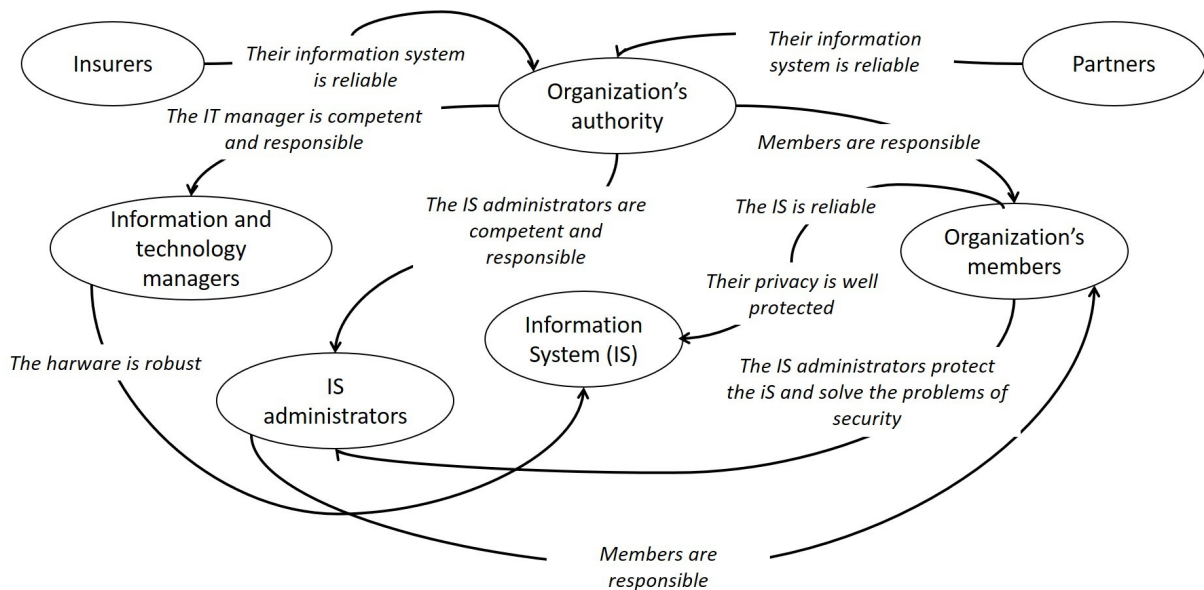 Insurers
Their information system
is reliable
Their information
system is reliable
Partners
Organization's
authority
The IT manager is competent
and responsible
Members are responsible
Information and
technology
managers
The IS administrators are
competent and
responsible
The IS is reliable
Organization's
members
Their privacy is well
protected
Information
System (IS)
The harware is robust
IS
administrators
The IS administrators protect
the iS and solve the problems of
security
Members are
responsible